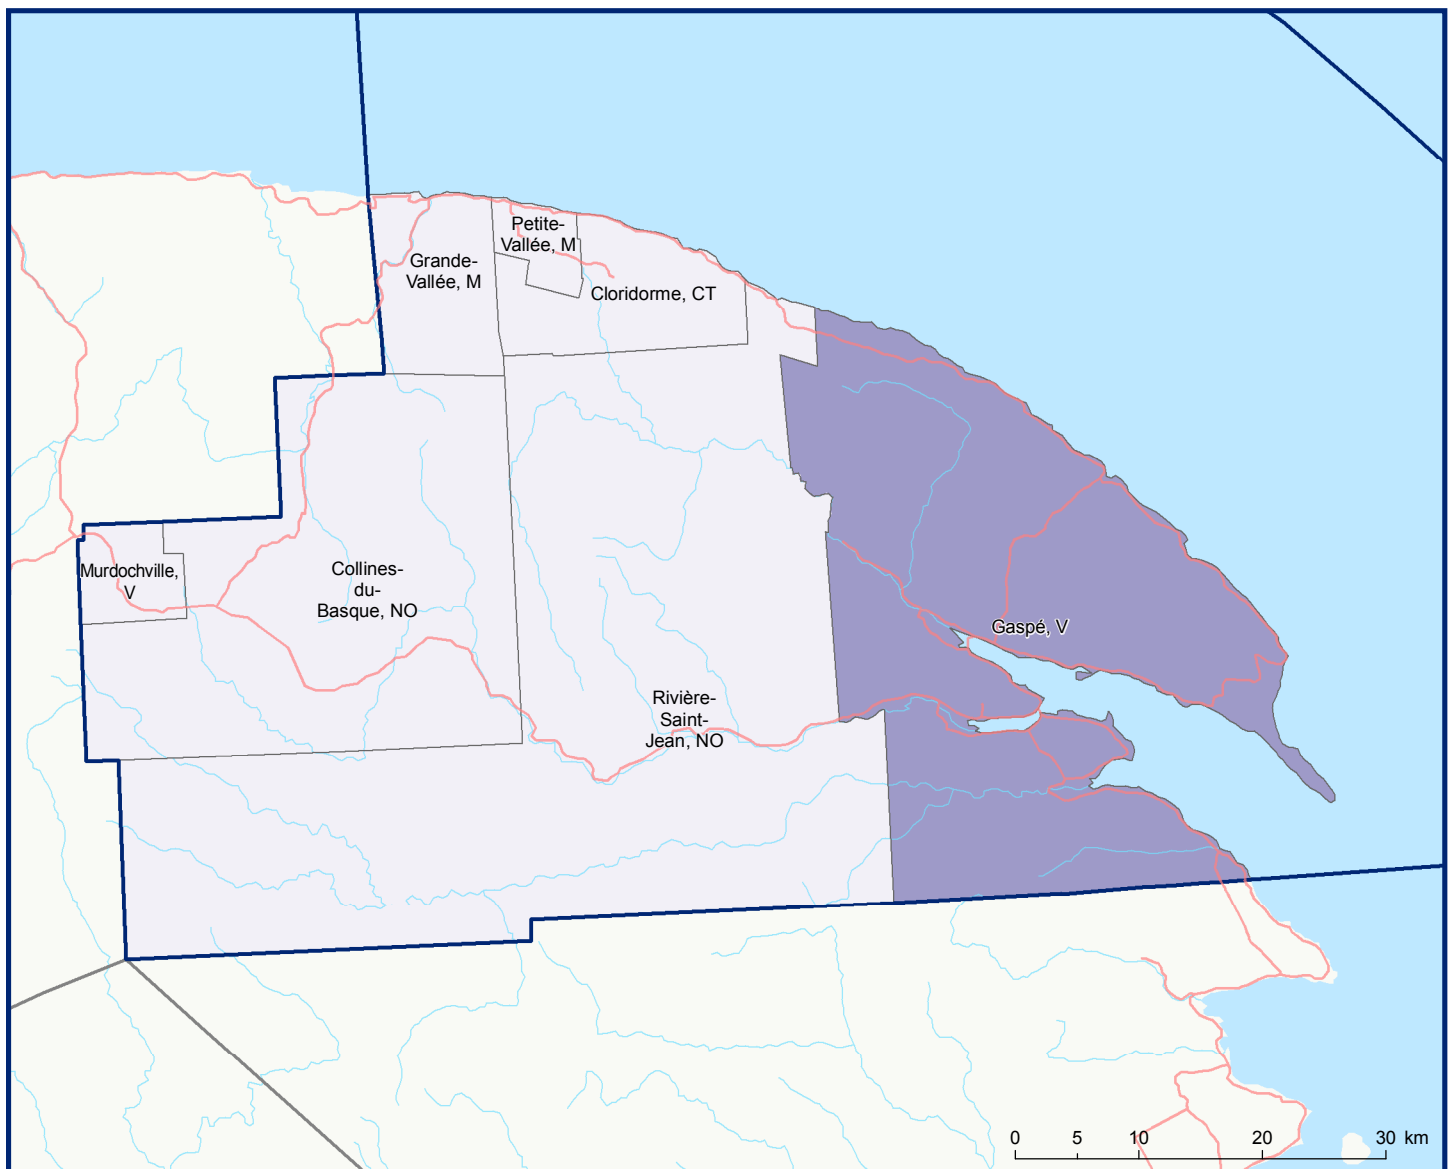 Petite-
Vallée, M
Grande-
Vallée, M
Cloridorme, CT
Murdochville,
V
Collines-
du-
Basque, NO
Gaspé, V
Rivière-
Saint-
Jean, NO
0 5 10 20 30 km